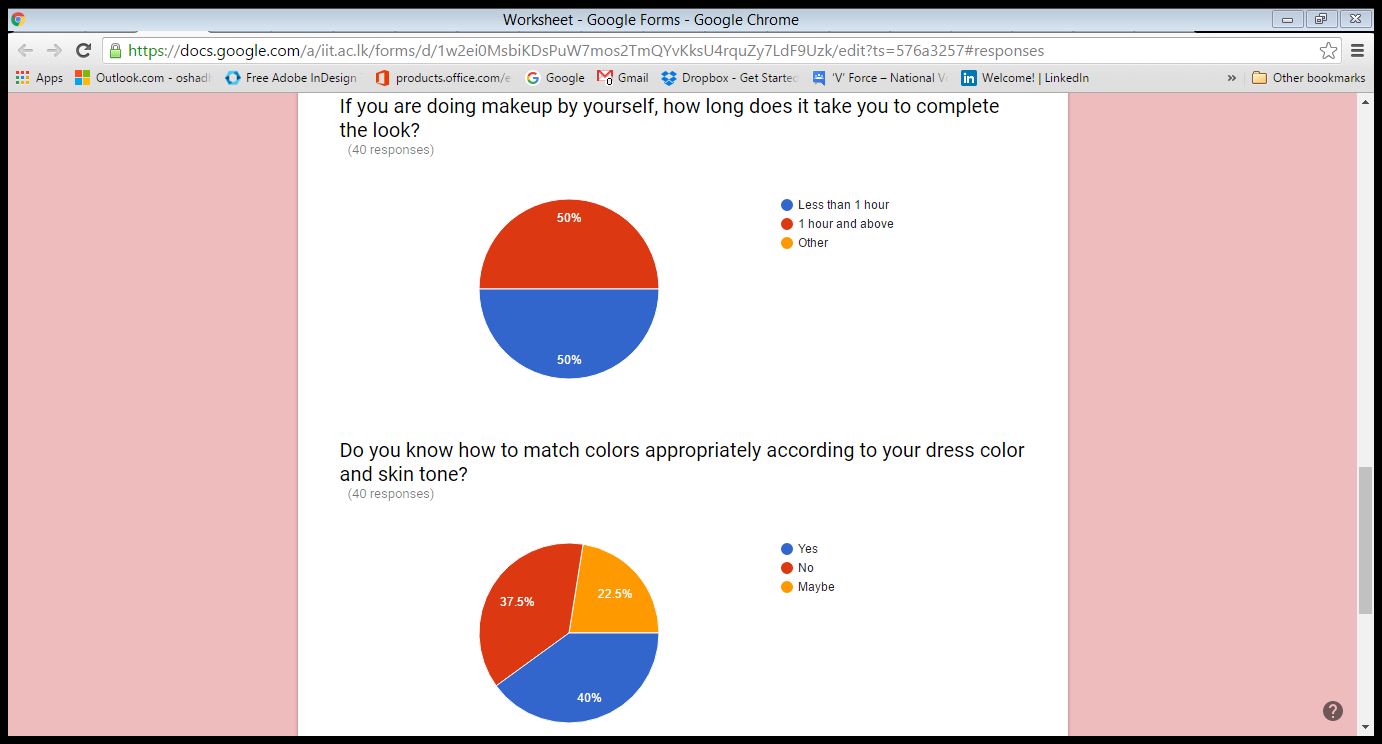 Worksheet - Google Forms - Google Chrome
https://docs.google.com/a/iit.ac.lk/forms/d/1w2ei0MsbiKDsPuW7mos2TmQYvKksU4rquZy7LdF9Uzk/edit?ts=576a3257#responses
Apps Outlook.com - oshad Free Adobe InDesign products.office.com/e Google Gmail Dropbox - Get Started 'V' Force – National V Welcome! | LinkedIn » Other bookmarks
If you are doing makeup by yourself, how long does it take you to complete
the look?
(40 responses)
50%
50%
Less than 1 hour
1 hour and above
Other
Do you know how to match colors appropriately according to your dress color
and skin tone?
(40 responses)
37.5%
22.5%
40%
Yes
No
Maybe
?